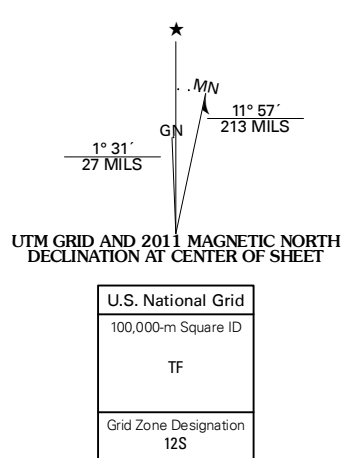 ★
MN
11° 57´
213 MILS
GN
1° 31´
27 MILS
UTM GRID AND 2011 MAGNETIC NORTH
DECLINATION AT CENTER OF SHEET
U.S. National Grid
100,000-m Square ID
TF
Grid Zone Designation
12S